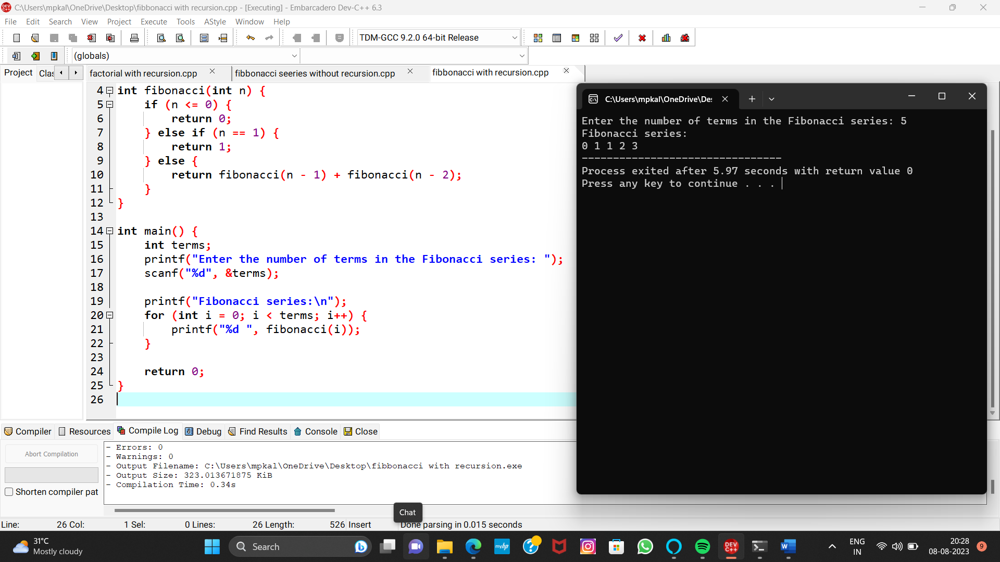 C:\Users\mpkal\OneDrive\Desktop\fibbonacci with recursion.cpp - [Executing] - Embarcadero Dev-C++ 6.3
File Edit Search View Project Execute Tools AStyle Window Help
TDM-GCC 9.2.0 64-bit Release
(globals)
Project Clas
factorial with recursion.cpp fibbonacci seeries without recursion.cpp fibbonacci with recursion.cpp
4 int fibonacci(int n) {
5 if (n <= 0) {
6 return 0;
7 } else if (n == 1) {
8 return 1;
9 } else {
10 return fibonacci(n - 1) + fibonacci(n - 2);
11 }
12 }
13
14 int main() {
15 int terms;
16 printf("Enter the number of terms in the Fibonacci series: ");
17 scanf("%d", &terms);
18
19 printf("Fibonacci series:\n");
20 for (int i = 0; i < terms; i++) {
21 printf("%d ", fibonacci(i));
22 }
23
24 return 0;
25 }
26
C:\Users\mpkal\OneDrive\Des
Enter the number of terms in the Fibonacci series: 5
Fibonacci series:
0 1 1 2 3
--------------------------------
Process exited after 5.97 seconds with return value 0
Press any key to continue . . .
Compiler Resources Compile Log Debug Find Results Console Close
Abort Compilation
Shorten compiler pat
- Errors: 0
- Warnings: 0
- Output Filename: C:\Users\mpkal\OneDrive\Desktop\fibbonacci with recursion.exe
- Output Size: 323.013671875 KiB
- Compilation Time: 0.34s
Chat
Line: 26 Col: 1 Sel: 0 Lines: 26 Length: 526 Insert Done parsing in 0.015 seconds
31°C
Mostly cloudy
Search
myhp
DEV
C++
ENG
IN
20:28
08-08-2023
9